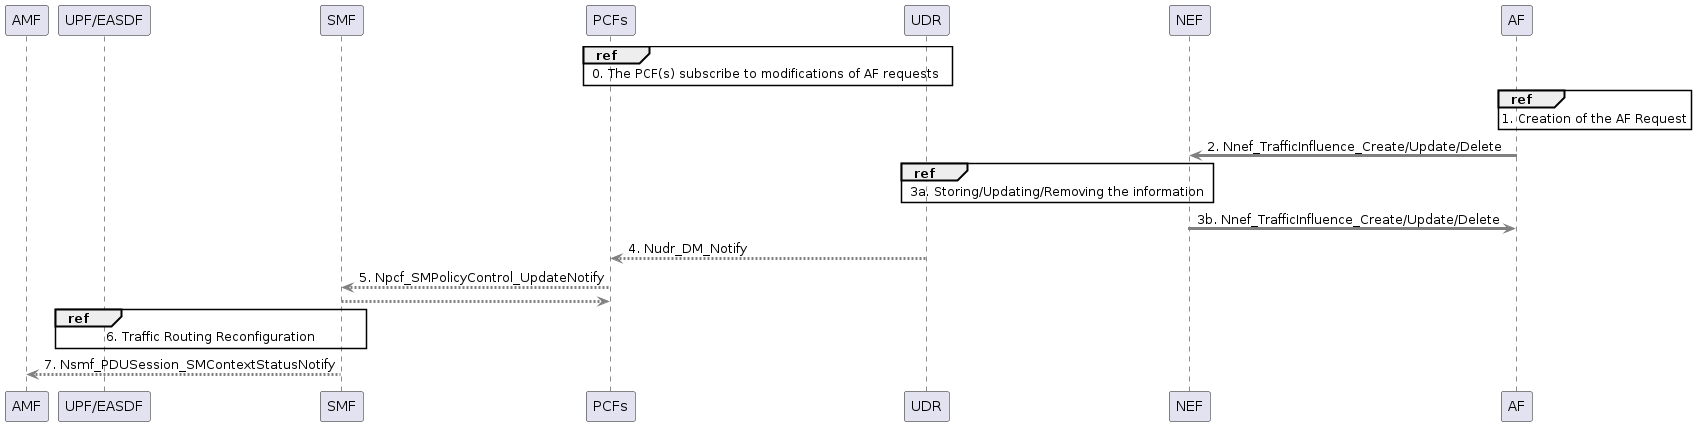 AMF
UPF/EASDF
SMF
PCFs
UDR
NEF
AF
ref
0. The PCF(s) subscribe to modifications of AF requests
ref
1. Creation of the AF Request
2. Nnef_TrafficInfluence_Create/Update/Delete
ref
3a. Storing/Updating/Removing the information
3b. Nnef_TrafficInfluence_Create/Update/Delete
4. Nudr_DM_Notify
5. Npcf_SMPolicyControl_UpdateNotify
ref
6. Traffic Routing Reconfiguration
7. Nsmf_PDUSession_SMContextStatusNotify
AMF
UPF/EASDF
SMF
PCFs
UDR
NEF
AF